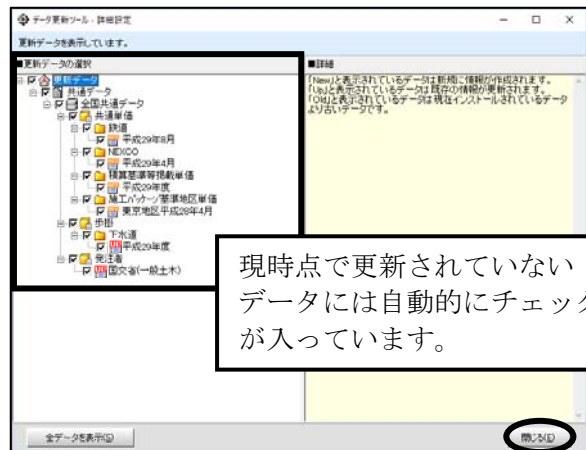 データ更新ツール - 詳細設定
更新データを表示しています。
■更新データの選択
更新データ
共通データ
全国共通データ
共通単価
鉄道
平成29年8月
NEXCO
平成29年4月
積算基準等掲載単価
平成29年度
施工パッケージ基準地区単価
東京地区平成29年4月
歩掛
下水道
平成29年度
発注者
国交省(一般土木)
■詳細
「New」と表示されているデータは新規に情報が作成されます。
「Up」と表示されているデータは既存の情報が更新されます。
「Old」と表示されているデータは現在インストールされているデータ
より古いデータです。
現時点で更新されていない
データには自動的にチェック
が入っています。
全データを表示(S)
閉じる(E)